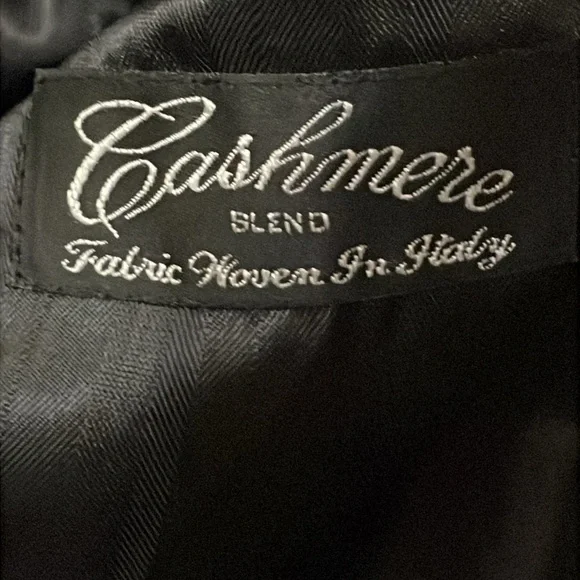 Cashmere
BLEND
Fabric Woven In Italy